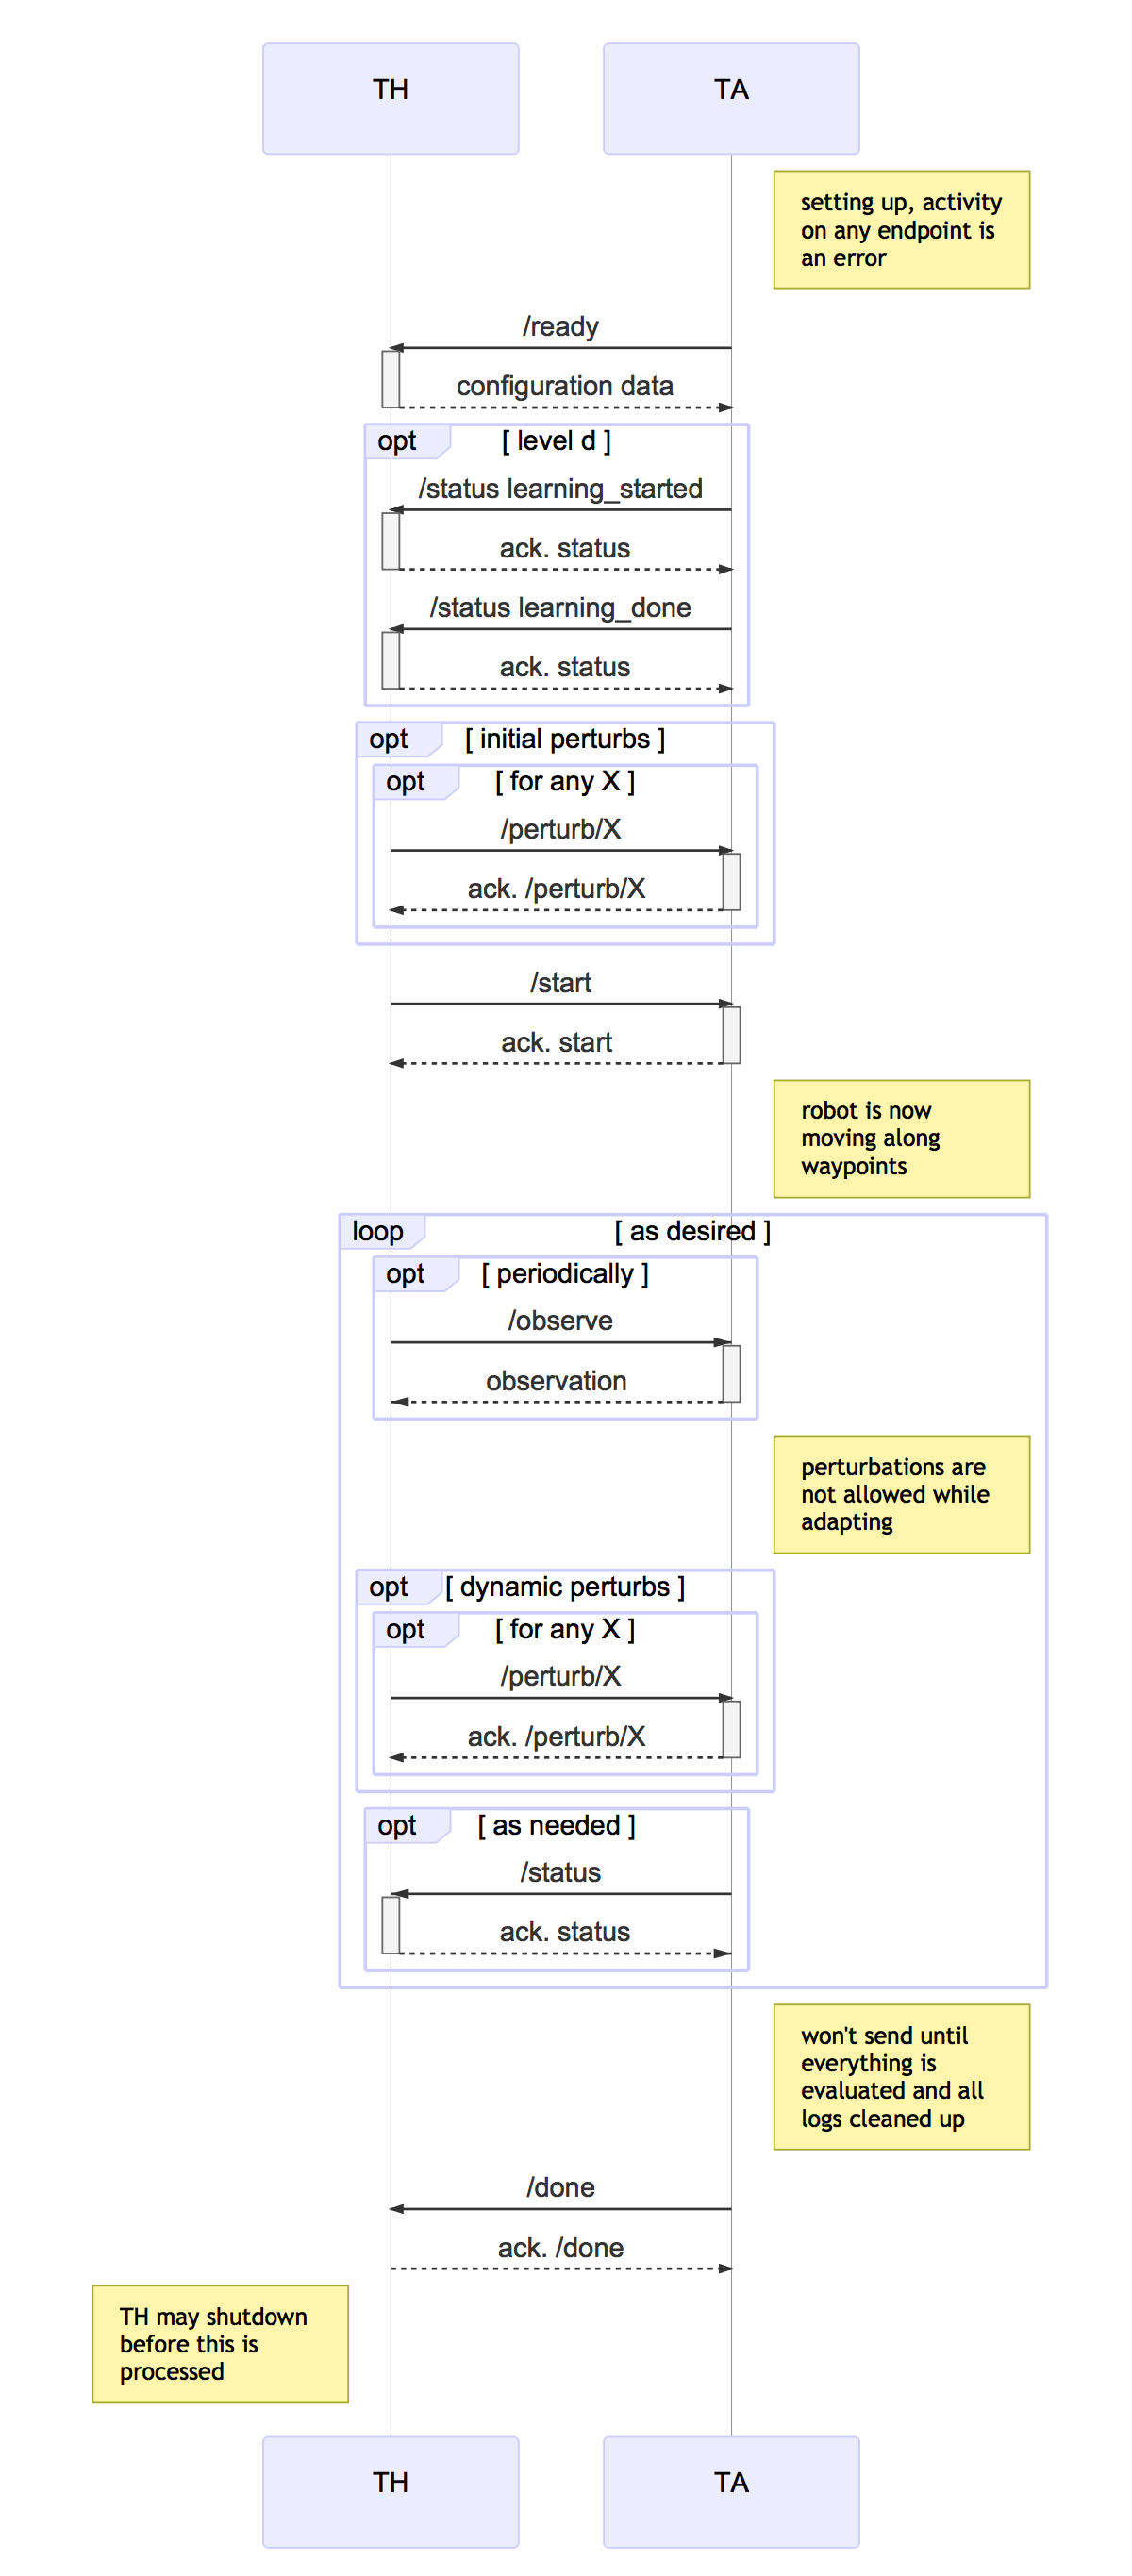 TH
TA
setting up, activity
on any endpoint is
an error
/ready
configuration data
opt
[ level d ]
/status learning_started
ack. status
/status learning_done
ack. status
opt
[ initial perturbs ]
opt
[ for any X ]
/perturb/X
ack. /perturb/X
/start
ack. start
robot is now
moving along
waypoints
loop
[ as desired ]
opt
[ periodically ]
/observe
observation
perturbations are
not allowed while
adapting
opt
[ dynamic perturbs ]
opt
[ for any X ]
/perturb/X
ack. /perturb/X
opt
[ as needed ]
/status
ack. status
won't send until
everything is
evaluated and all
logs cleaned up
/done
ack. /done
TH may shutdown
before this is
processed
TH
TA